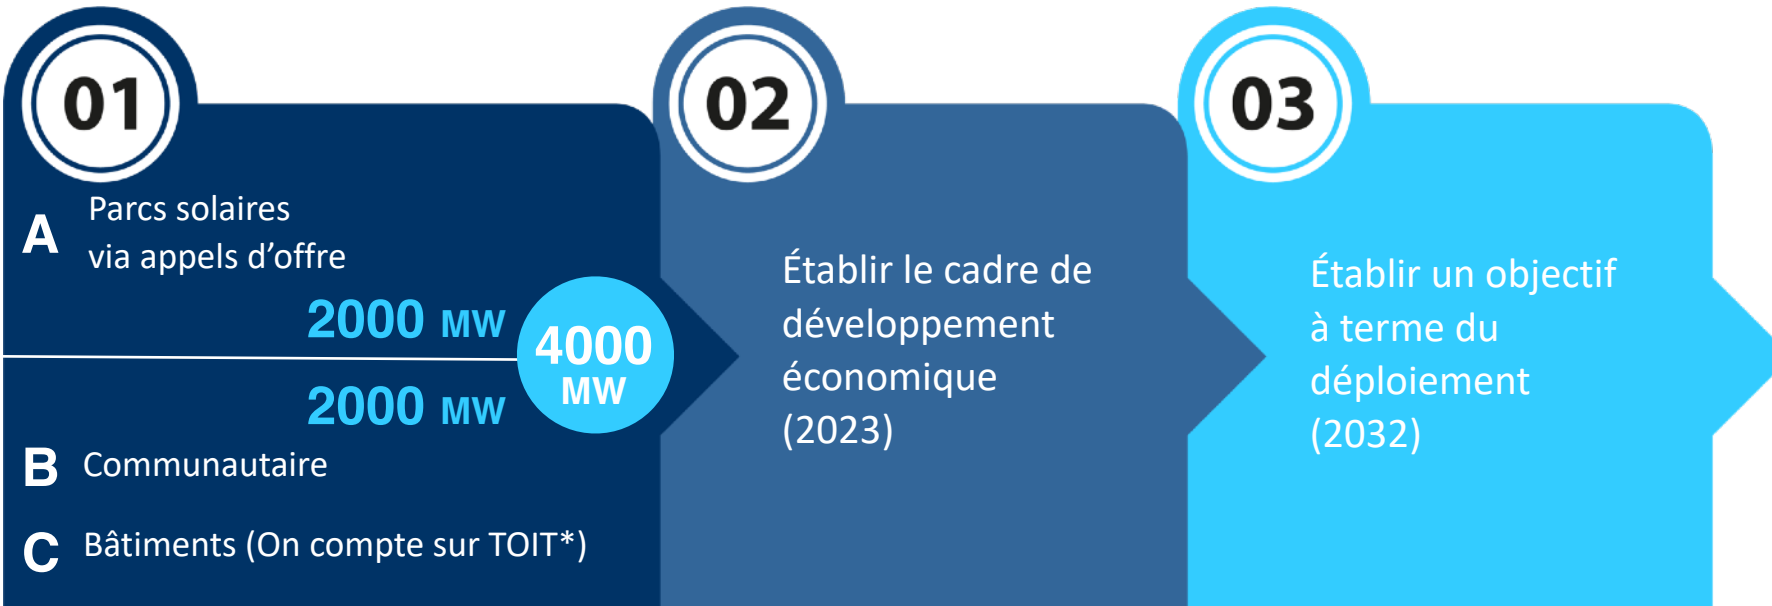 01
A
Parcs solaires
via appels d’offre
2000 MW
4000
MW
2000 MW
B Communautaire
C Bâtiments (On compte sur TOIT*)
02
Établir le cadre de
développement
économique
(2023)
03
Établir un objectif
à terme du
déploiement
(2032)